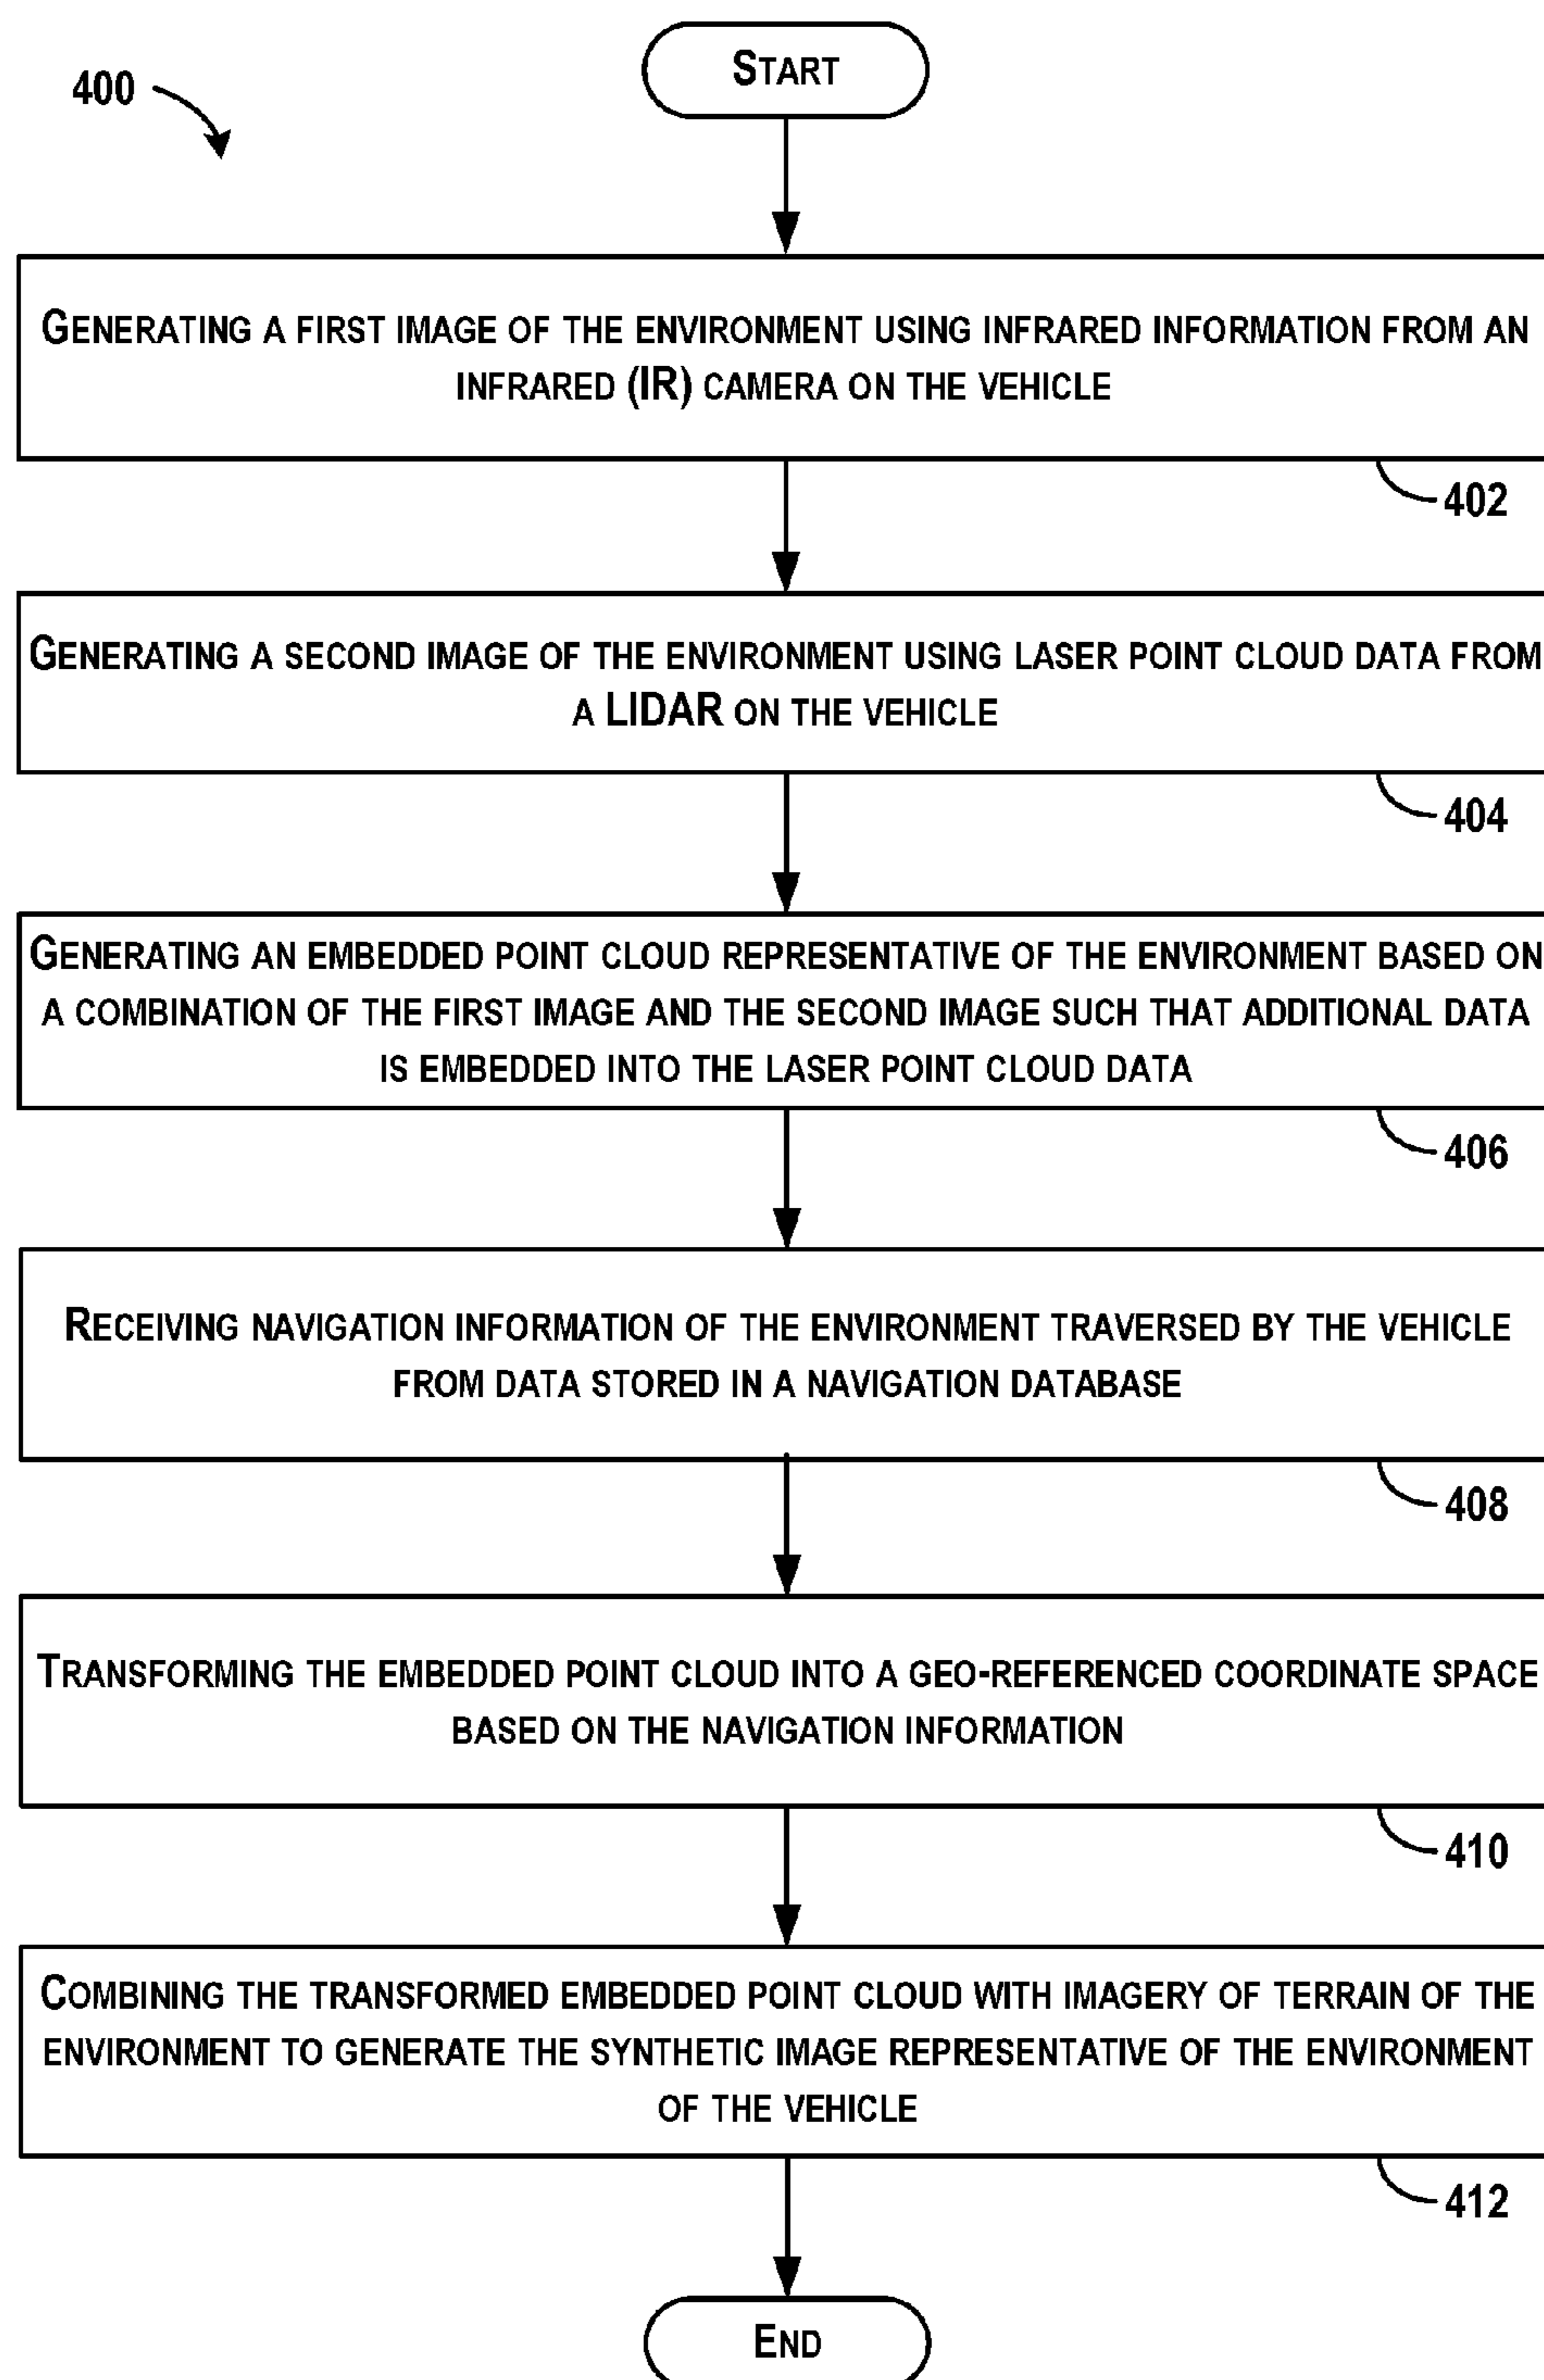 START
400
GENERATING A FIRST IMAGE OF THE ENVIRONMENT USING INFRARED INFORMATION FROM AN
INFRARED (IR) CAMERA ON THE VEHICLE
402
GENERATING A SECOND IMAGE OF THE ENVIRONMENT USING LASER POINT CLOUD DATA FROM
A LIDAR ON THE VEHICLE
404
GENERATING AN EMBEDDED POINT CLOUD REPRESENTATIVE OF THE ENVIRONMENT BASED ON
A COMBINATION OF THE FIRST IMAGE AND THE SECOND IMAGE SUCH THAT ADDITIONAL DATA
IS EMBEDDED INTO THE LASER POINT CLOUD DATA
406
RECEIVING NAVIGATION INFORMATION OF THE ENVIRONMENT TRAVERSED BY THE VEHICLE
FROM DATA STORED IN A NAVIGATION DATABASE
408
TRANSFORMING THE EMBEDDED POINT CLOUD INTO A GEO-REFERENCED COORDINATE SPACE
BASED ON THE NAVIGATION INFORMATION
410
COMBINING THE TRANSFORMED EMBEDDED POINT CLOUD WITH IMAGERY OF TERRAIN OF THE
ENVIRONMENT TO GENERATE THE SYNTHETIC IMAGE REPRESENTATIVE OF THE ENVIRONMENT
OF THE VEHICLE
412
END